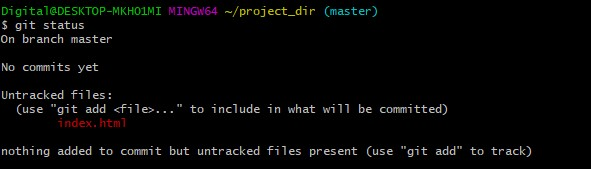 Digital@DESKTOP-MKHO1MI MINGW64 ~/project_dir (master)
$ git status
On branch master
No commits yet
Untracked files:
(use "git add <file>..." to include in what will be committed)
index.html
nothing added to commit but untracked files present (use "git add" to track)